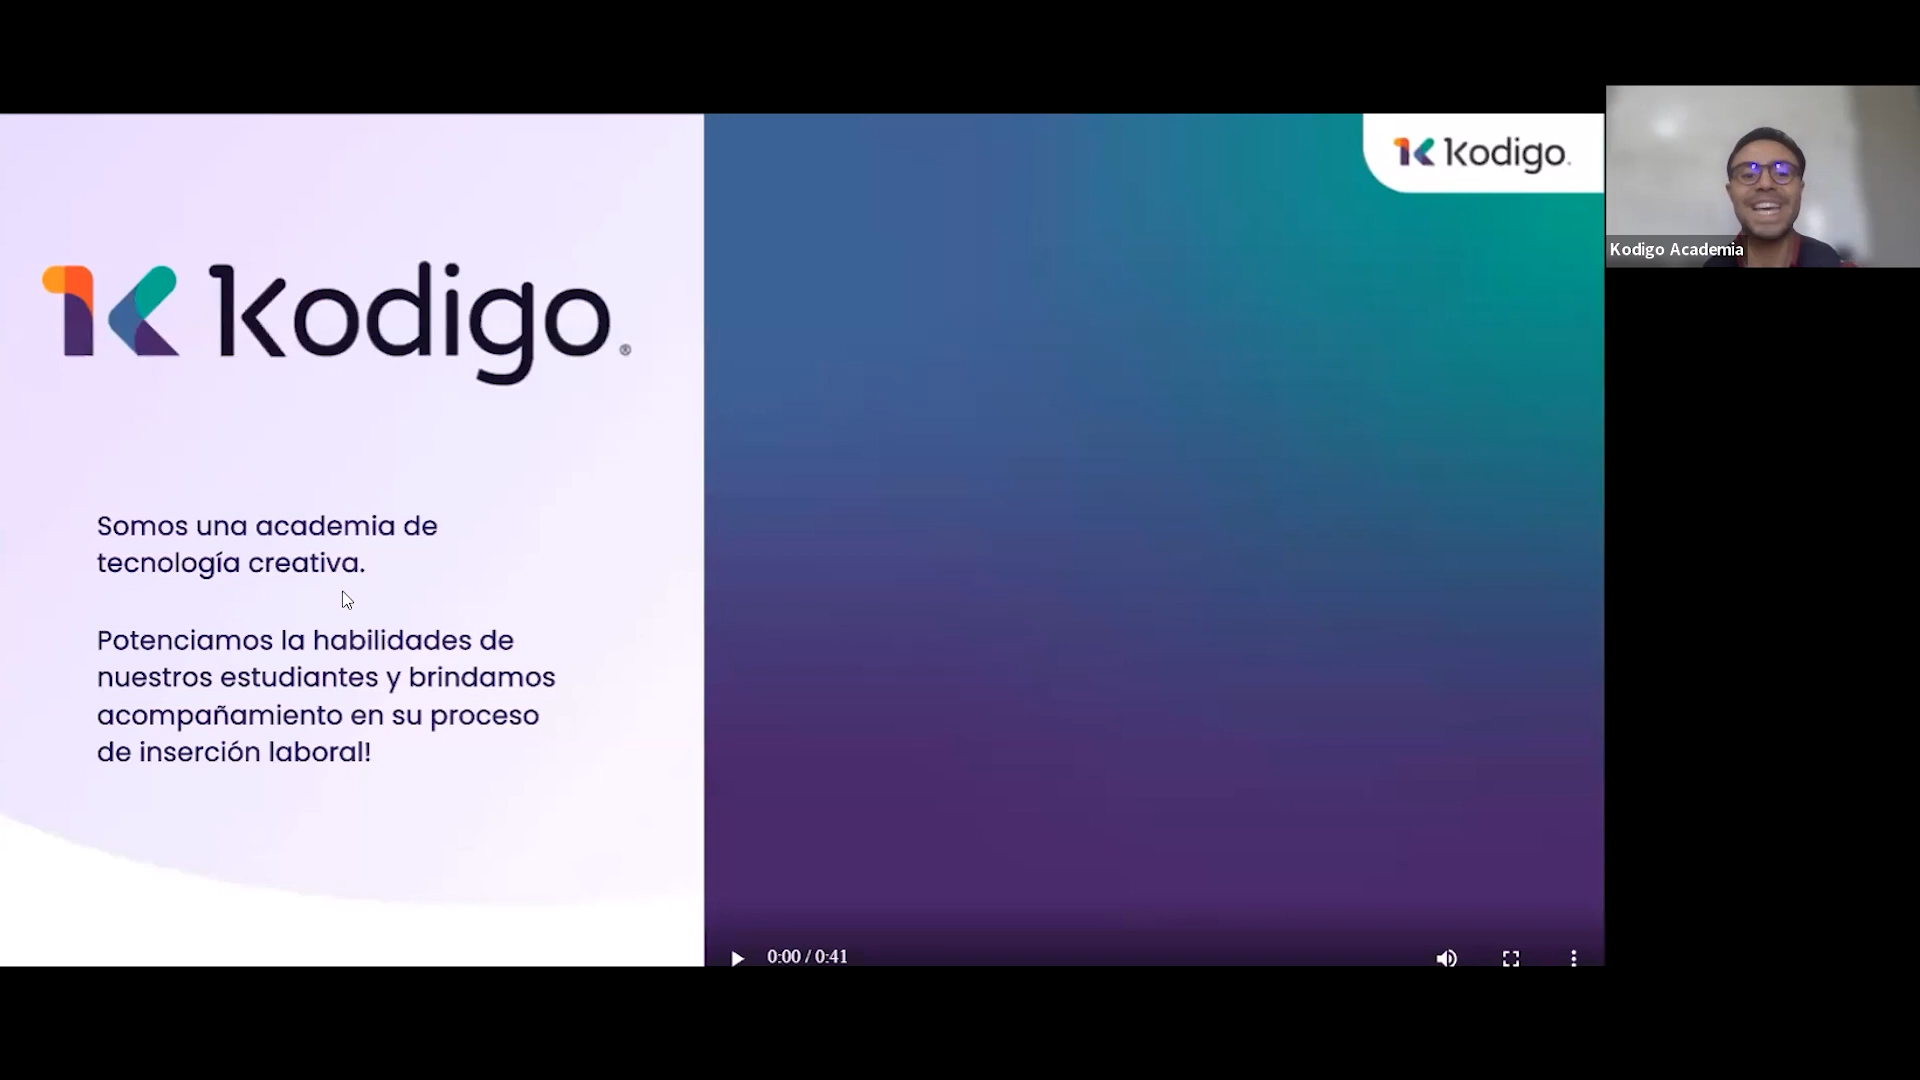 kodigo.
Kodigo Academia
kodigo.®
Somos una academia de
tecnología creativa.
Potenciamos la habilidades de
nuestros estudiantes y brindamos
acompañamiento en su proceso
de inserción laboral!
0:00 / 0:41